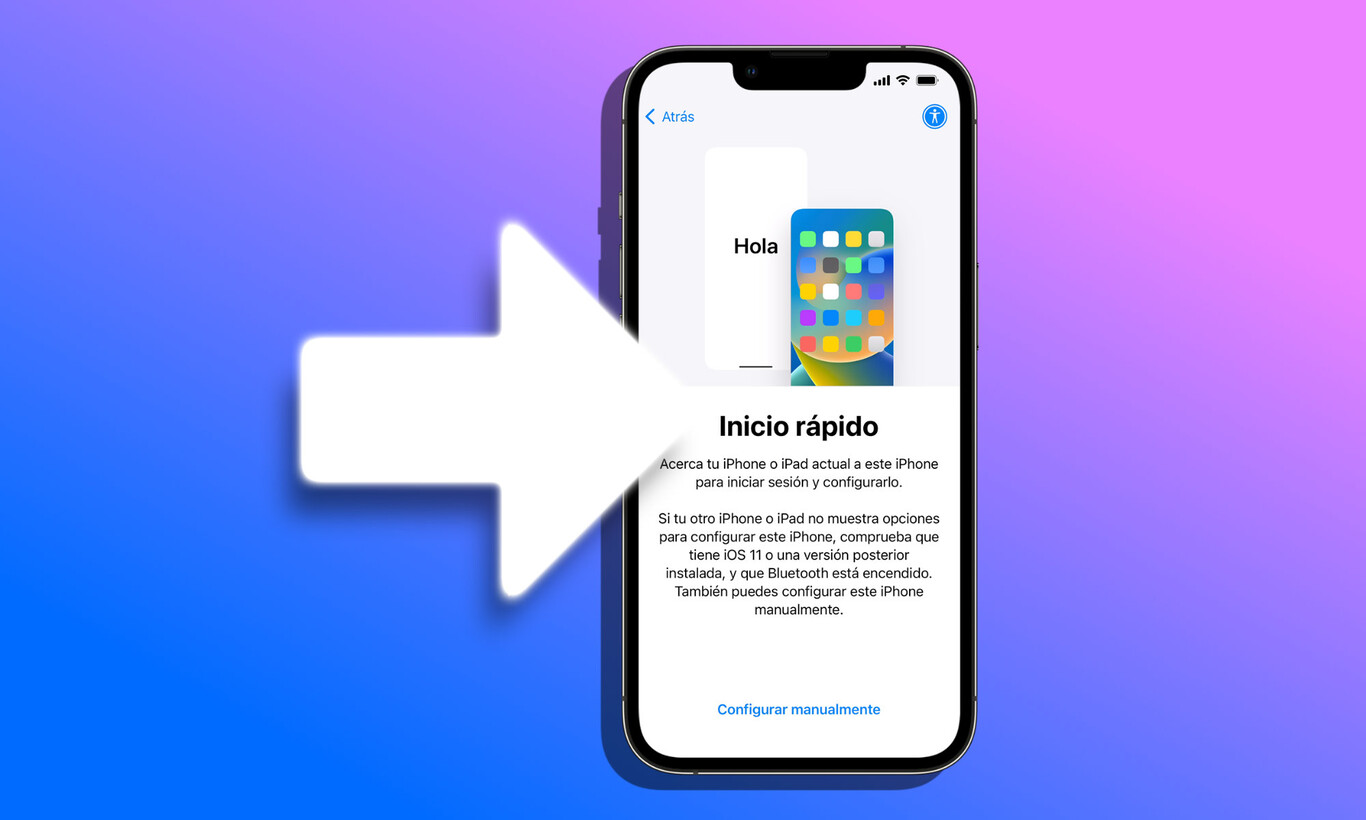 Atrás
Hola
Inicio rápido
Acerca tu iPhone o iPad actual a este iPhone
para iniciar sesión y configurarlo.
Si tu otro iPhone o iPad no muestra opciones
para configurar este iPhone, comprueba que
tiene iOS 11 o una versión posterior
instalada, y que Bluetooth está encendido.
También puedes configurar este iPhone
manualmente.
Configurar manualmente